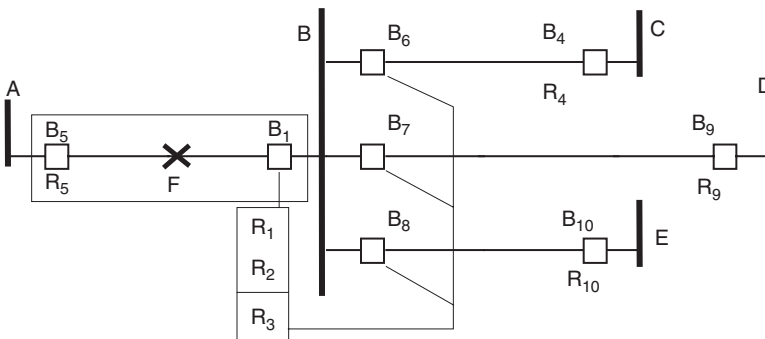 A
B₅
R₅
F
B₁
R₁
R₂
R₃
B
B₆
B₇
B₈
B₄
R₄
C
B₉
R₉
D
B₁₀
R₁₀
E